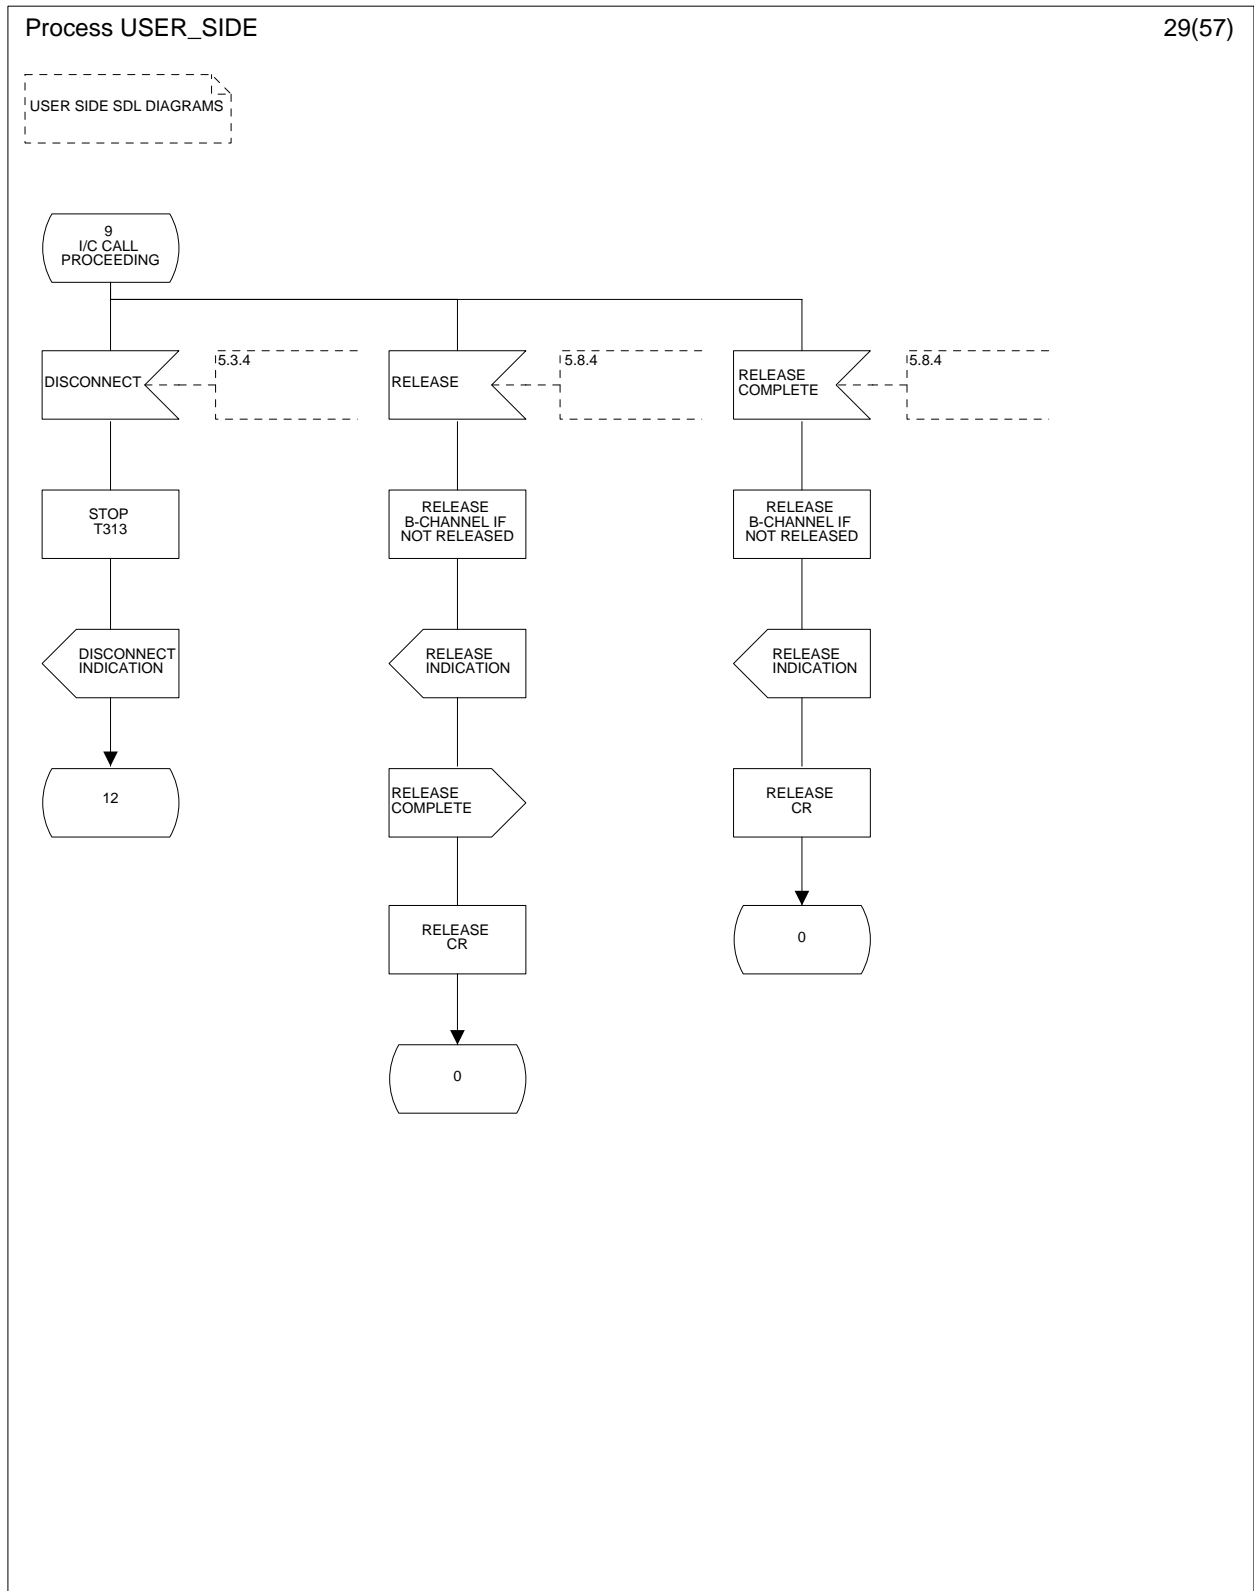 Process USER_SIDE
29(57)
USER SIDE SDL DIAGRAMS
9
I/C CALL
PROCEEDING
DISCONNECT
5.3.4
RELEASE
5.8.4
RELEASE
COMPLETE
5.8.4
STOP
T313
RELEASE
B-CHANNEL IF
NOT RELEASED
RELEASE
B-CHANNEL IF
NOT RELEASED
DISCONNECT
INDICATION
RELEASE
INDICATION
RELEASE
INDICATION
12
RELEASE
COMPLETE
RELEASE
CR
RELEASE
CR
0
0